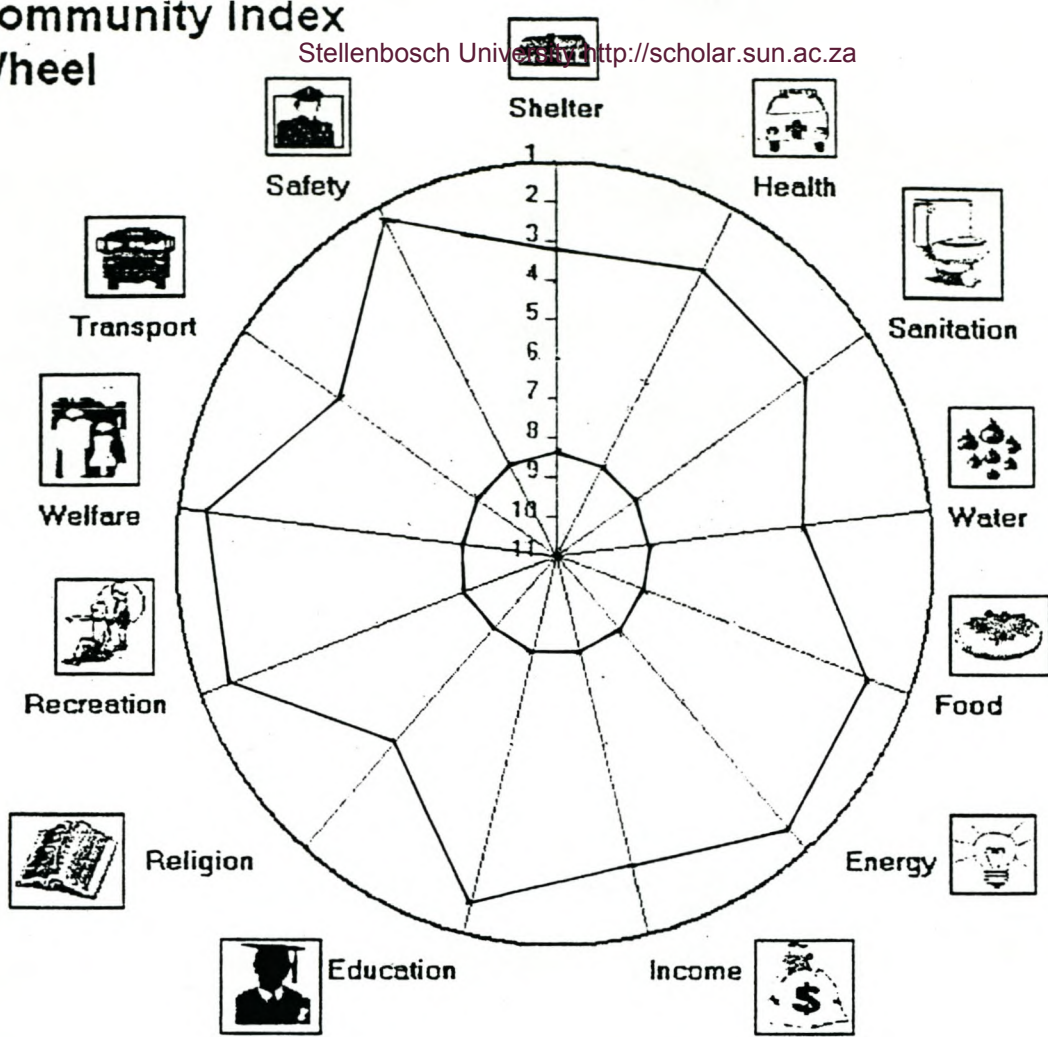 ommunity Index
Stellenbosch University http://scholar.sun.ac.za
heel
Shelter
Safety
Health
Transport
Sanitation
Welfare
Water
Recreation
Food
Religion
Energy
Education
Income
$
1
2
3
4
5
6
7
8
9
10
11